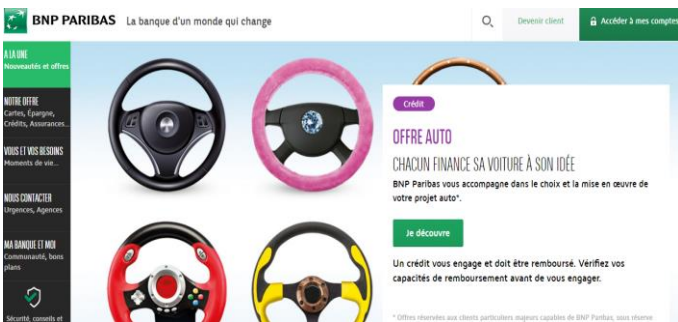 BNP PARIBAS La banque d'un monde qui change
Devenir client
Accéder à mes comptes
A LA UNE
Nouveautés et offres
NOTRE OFFRE
Cartes, Épargne,
Crédits, Assurances...
VOUS ET VOS BESOINS
Moments de vie...
NOUS CONTACTER
Urgences, Agences
MA BANQUE ET MOI
Communauté, bons
plans
Sécurité, conseils et
Crédit
OFFRE AUTO
CHACUN FINANCE SA VOITURE À SON IDÉE
BNP Paribas vous accompagne dans le choix et la mise en œuvre de
votre projet auto*.
Je découvre
Un crédit vous engage et doit être remboursé. Vérifiez vos
capacités de remboursement avant de vous engager.
* Offres réservées aux clients particuliers majeurs capables de BNP Paribas, sous réserve